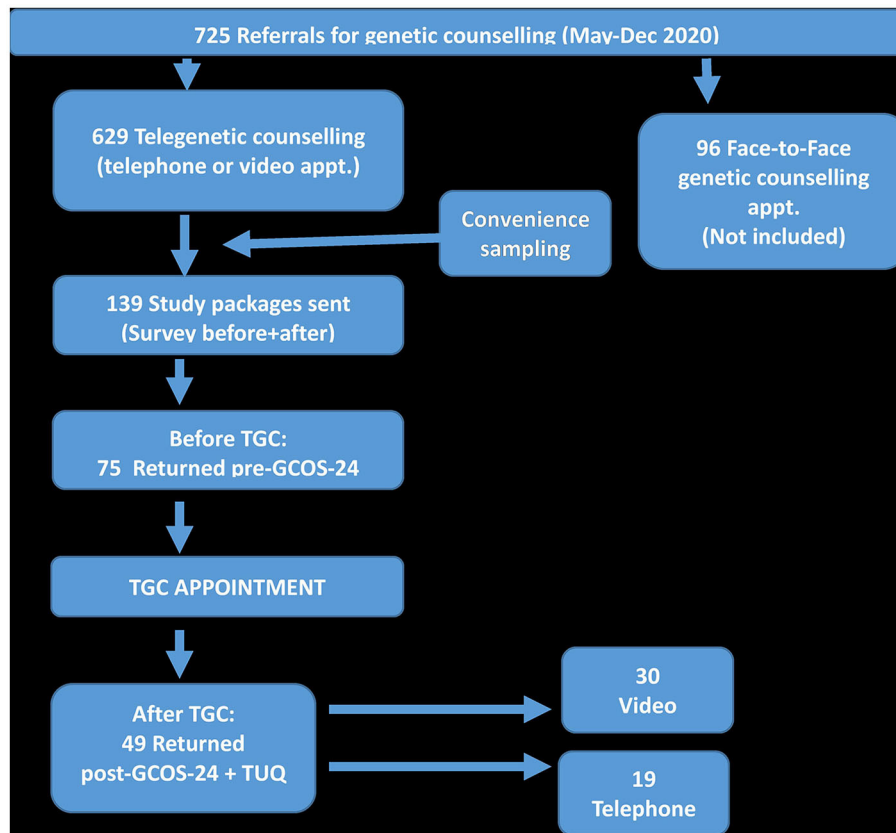 725 Referrals for genetic counselling (May-Dec 2020)
629 Telegenetic counselling
(telephone or video appt.)
96 Face-to-Face
genetic counselling
appt.
(Not included)
Convenience
sampling
139 Study packages sent
(Survey before+after)
Before TGC:
75 Returned pre-GCOS-24
TGC APPOINTMENT
After TGC:
49 Returned
post-GCOS-24 + TUQ
30
Video
19
Telephone